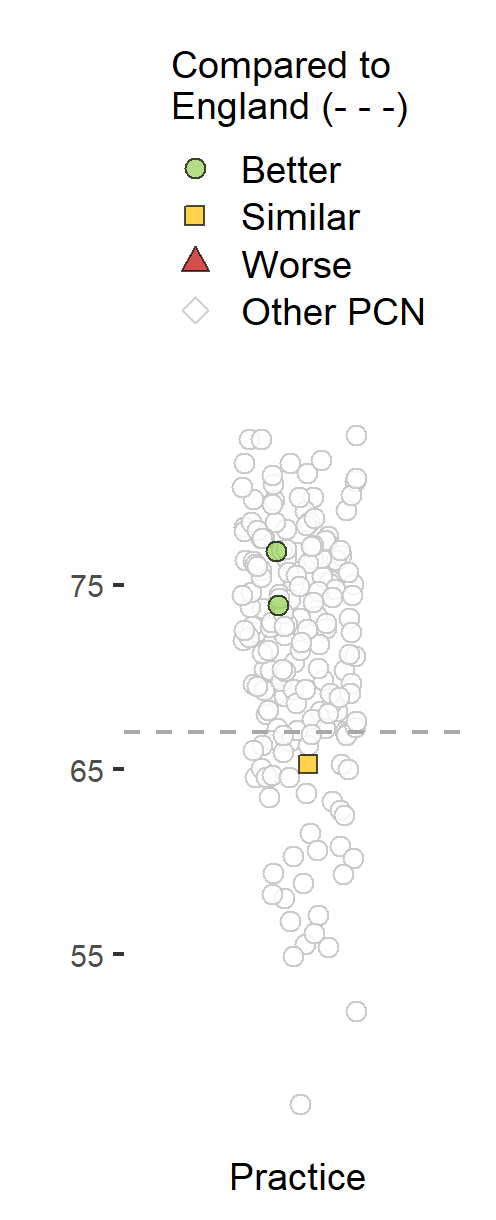 Compared to
England (- - -)
Better
Similar
Worse
Other PCN
75
65
55
Practice